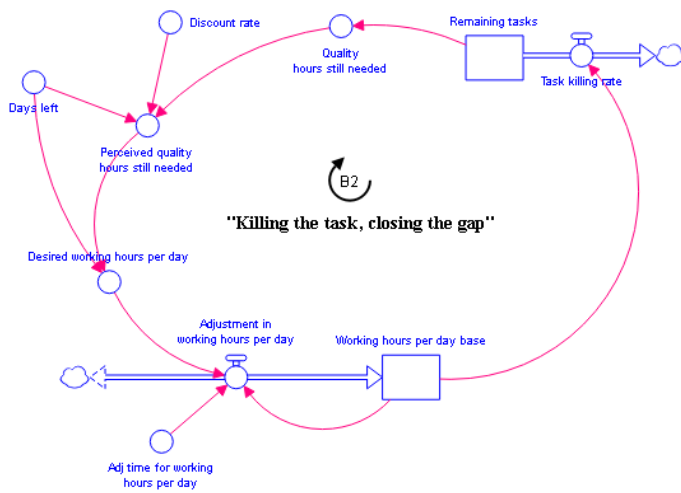 Discount rate
Remaining tasks
Quality
hours still needed
Task killing rate
Days left
Perceived quality
hours still needed
B2
"Killing the task, closing the gap"
Desired working hours per day
Adjustment in
working hours per day
Working hours per day base
Adj time for working
hours per day